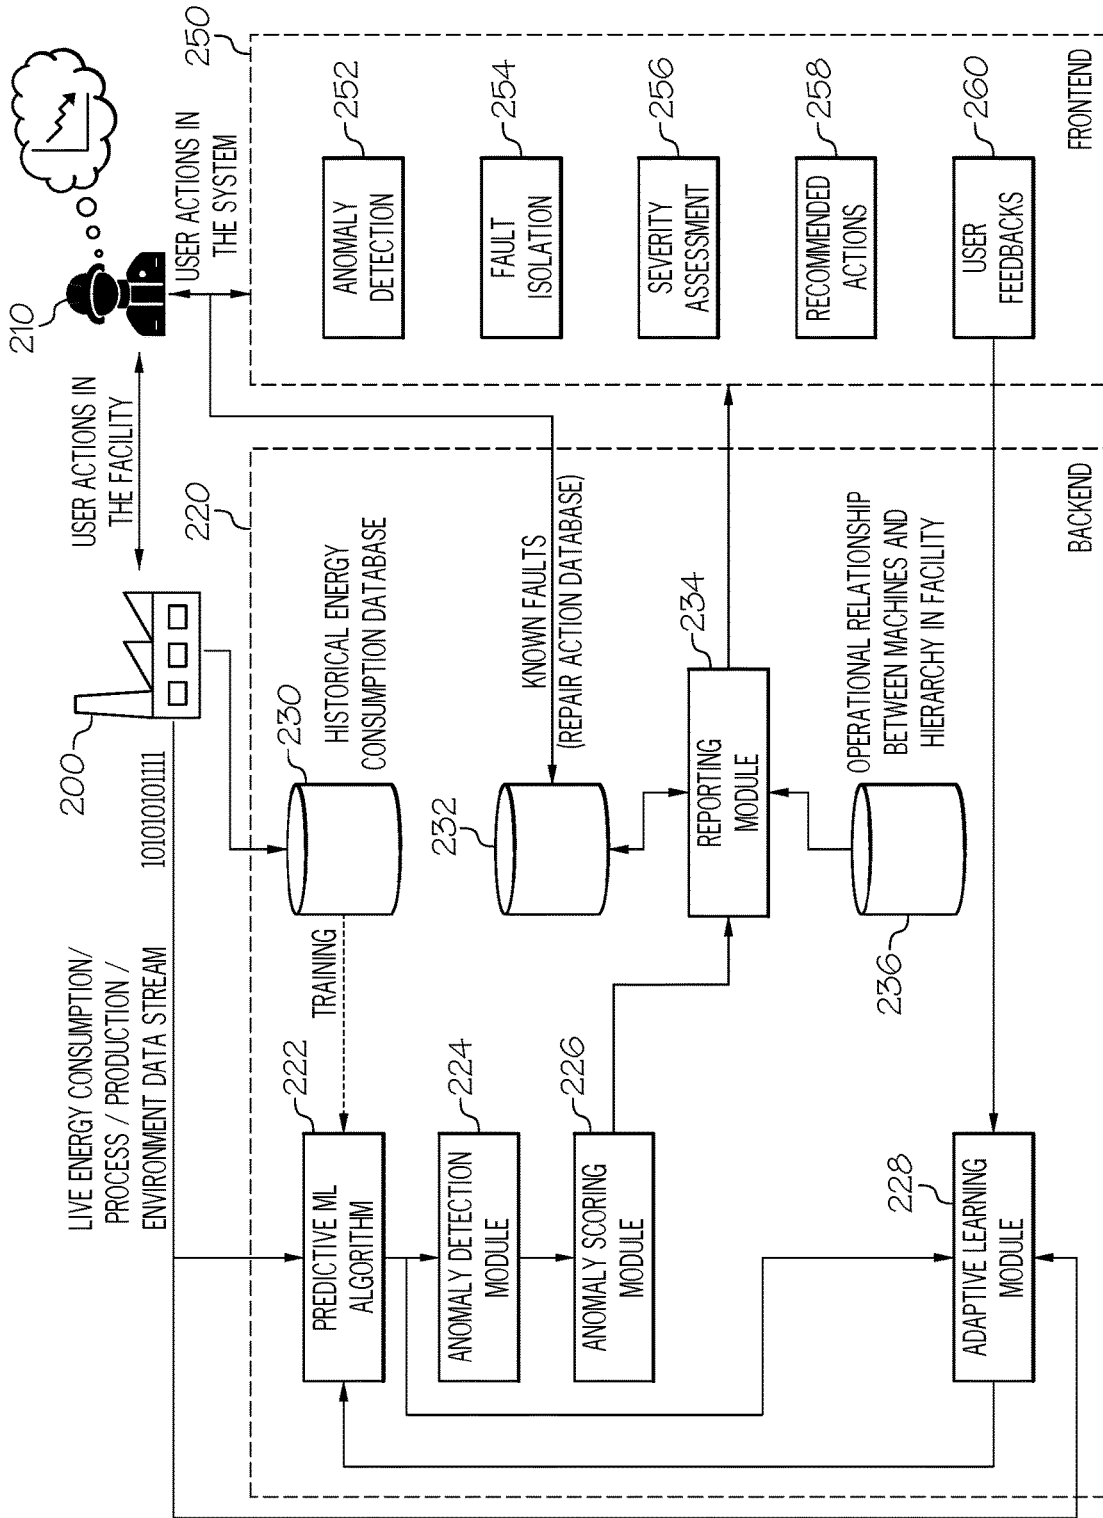 200
1010101010111
LIVE ENERGY CONSUMPTION/
PROCESS / PRODUCTION /
ENVIRONMENT DATA STREAM
USER ACTIONS IN
THE FACILITY
210
USER ACTIONS IN
THE SYSTEM
220
222
PREDICTIVE ML
ALGORITHM
TRAINING
230
HISTORICAL ENERGY
CONSUMPTION DATABASE
224
ANOMALY DETECTION
MODULE
226
ANOMALY SCORING
MODULE
232
KNOWN FAULTS
(REPAIR ACTION DATABASE)
234
REPORTING
MODULE
236
OPERATIONAL RELATIONSHIP
BETWEEN MACHINES AND
HIERARCHY IN FACILITY
228
ADAPTIVE LEARNING
MODULE
BACKEND
250
252
ANOMALY
DETECTION
254
FAULT
ISOLATION
256
SEVERITY
ASSESSMENT
258
RECOMMENDED
ACTIONS
260
USER
FEEDBACKS
FRONTEND